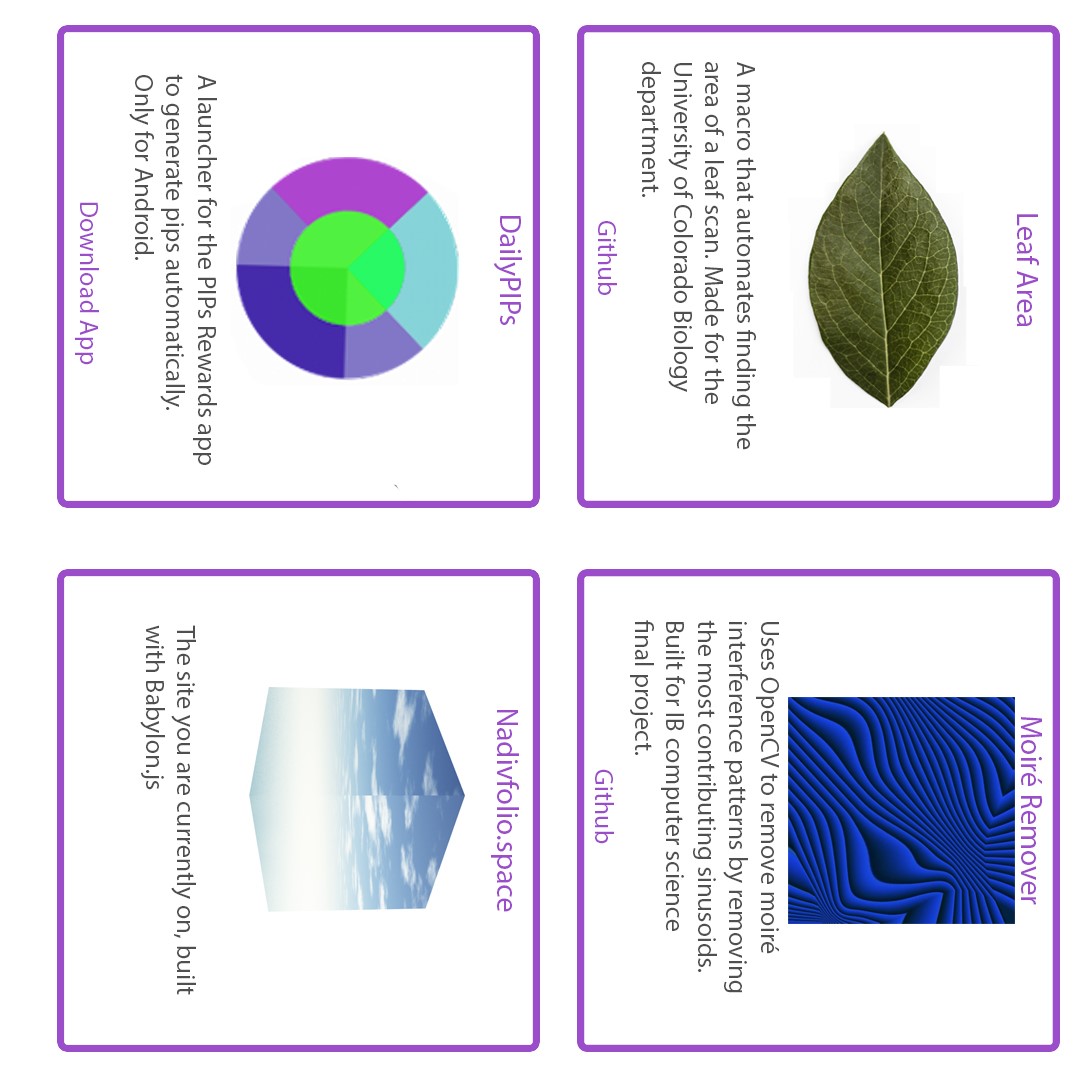 Leaf Area
A macro that automates finding the
area of a leaf scan. Made for the
University of Colorado Biology
department.
Github
Moiré Remover
Uses OpenCV to remove moiré
interference patterns by removing
the most contributing sinusoids.
Built for IB computer science
final project.
Github
DailyPIPs
A launcher for the PIPs Rewards app
to generate pips automatically.
Only for Android.
Download App
Nadivfolio.space
The site you are currently on, built
with Babylon.js